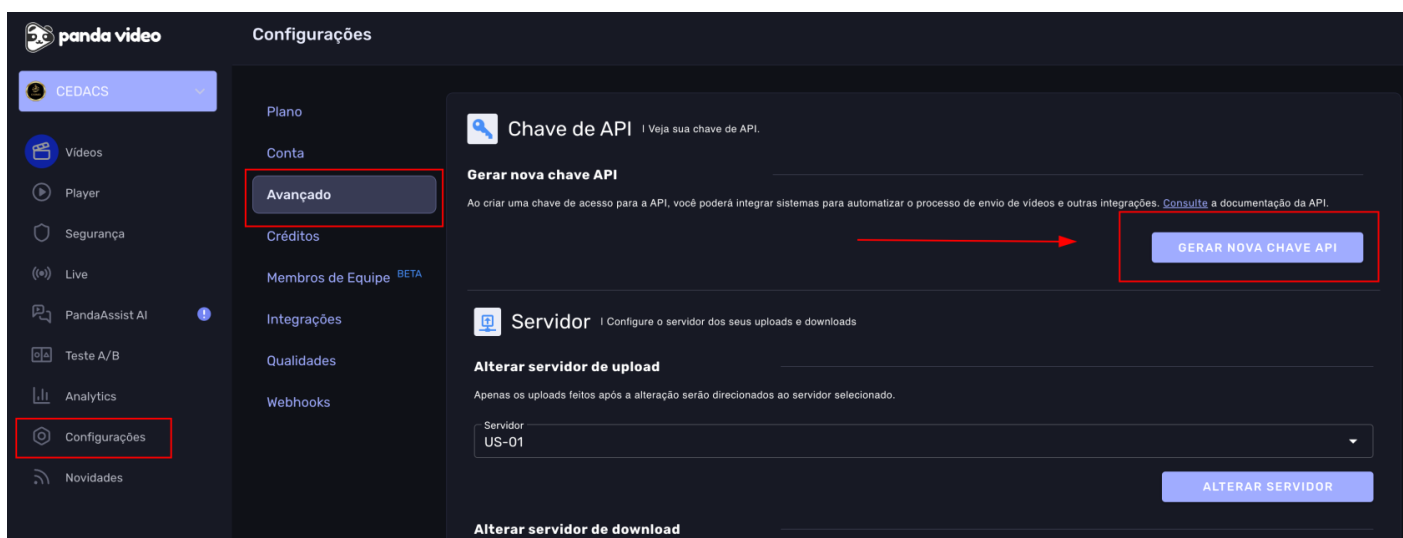 panda video
Configurações
CEDACS
Vídeos
Player
Segurança
Live
PandaAssist AI
Teste A/B
Analytics
Configurações
Novidades
Plano
Conta
Avançado
Créditos
Membros de Equipe BETA
Integrações
Qualidades
Webhooks
Chave de API | Veja sua chave de API.
Gerar nova chave API
Ao criar uma chave de acesso para a API, você poderá integrar sistemas para automatizar o processo de envio de vídeos e outras integrações. Consulte a documentação da API.
GERAR NOVA CHAVE API
Servidor | Configure o servidor dos seus uploads e downloads
Alterar servidor de upload
Apenas os uploads feitos após a alteração serão direcionados ao servidor selecionado.
Servidor
US-01
ALTERAR SERVIDOR
Alterar servidor de download